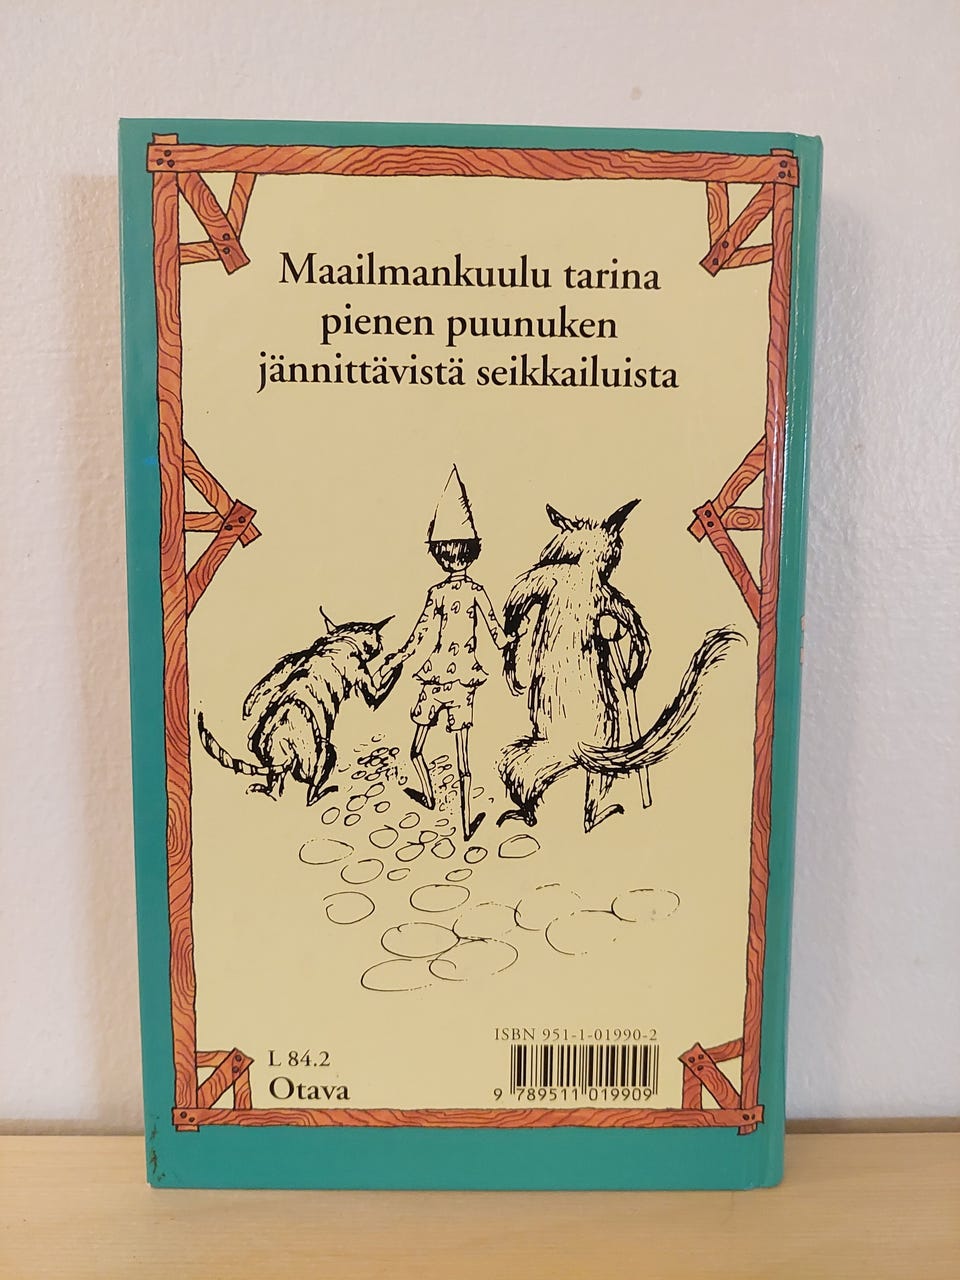 Maailmankuulu tarina
pienen puunuken
jännittävistä seikkailuista
ISBN 951-1-01990-2
L 84.2
Otava
9 789511 019909